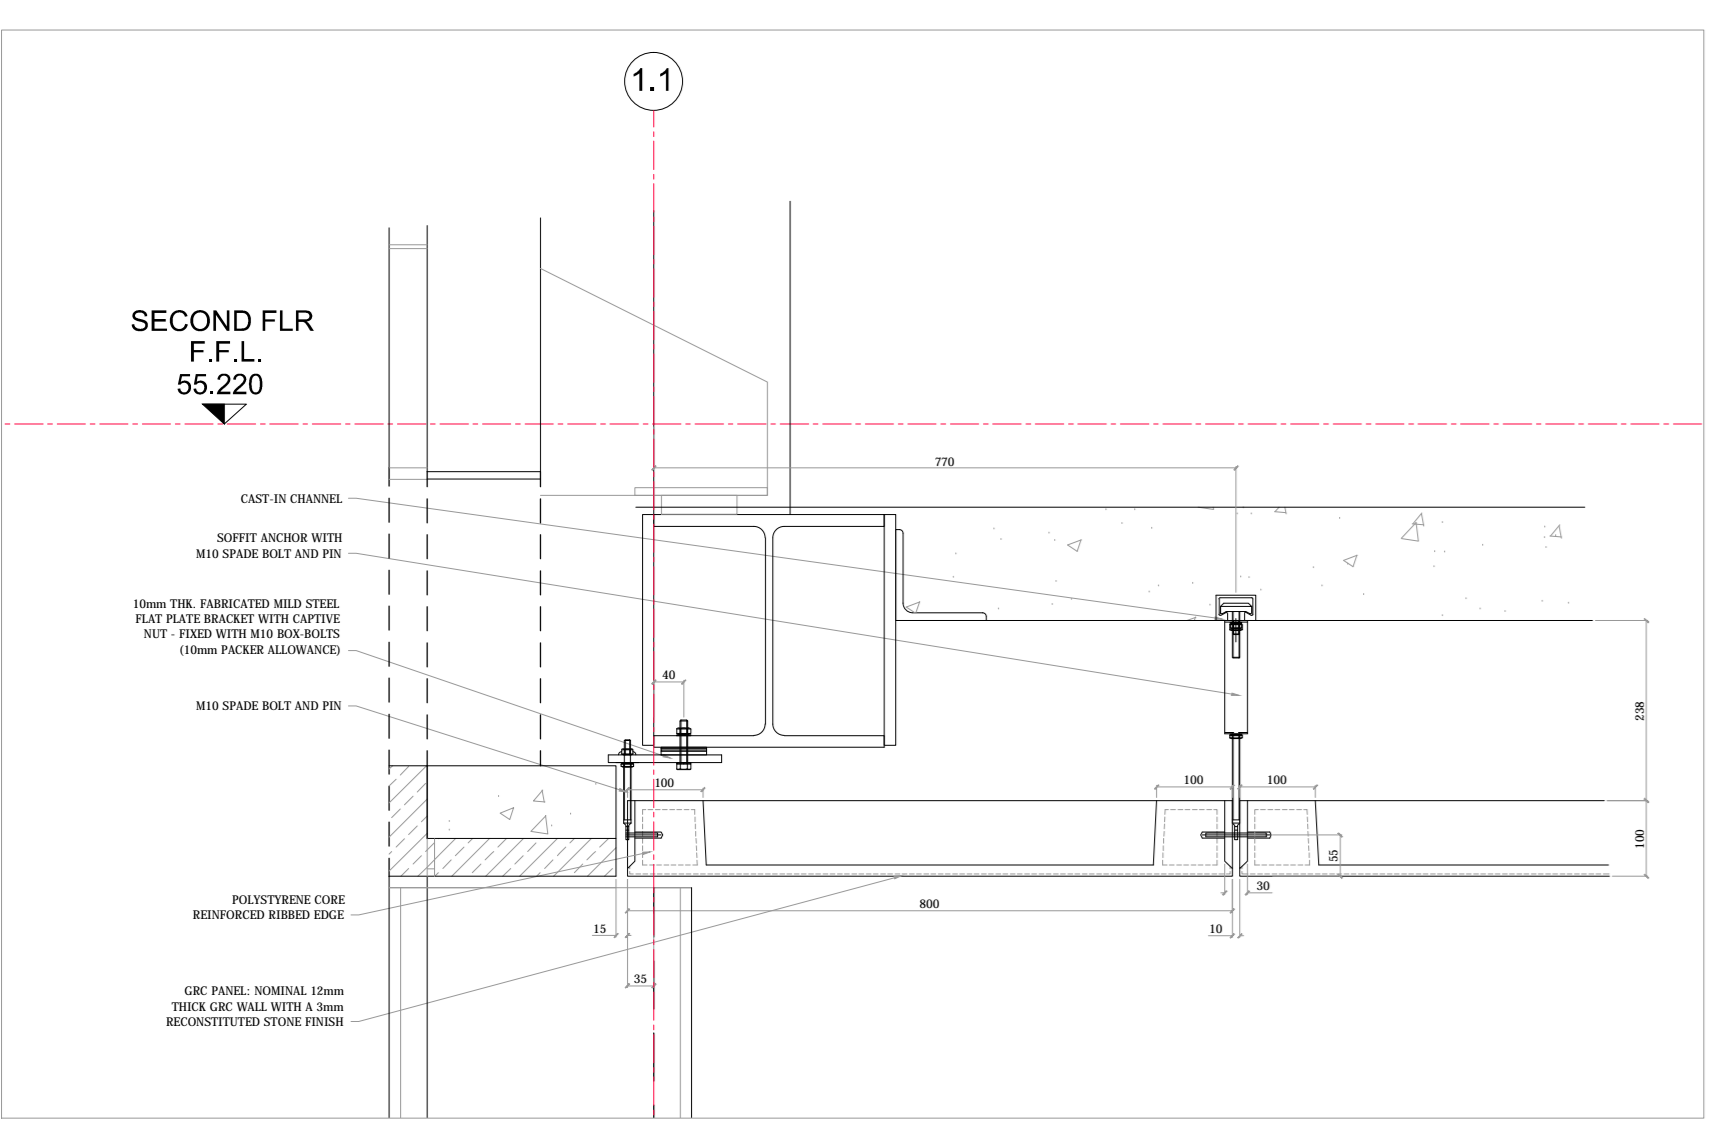 1.1
SECOND FLR
F.F.L.
55.220
770
CAST-IN CHANNEL
SOFFIT ANCHOR WITH
M10 SPADE BOLT AND PIN
10mm THK. FABRICATED MILD STEEL
FLAT PLATE BRACKET WITH CAPTIVE
NUT - FIXED WITH M10 BOX-BOLTS
(10mm PACKER ALLOWANCE)
40
M10 SPADE BOLT AND PIN
238
100
100
100
100
55
POLYSTYRENE CORE
REINFORCED RIBBED EDGE
30
800
15
10
35
GRC PANEL: NOMINAL 12mm
THICK GRC WALL WITH A 3mm
RECONSTITUTED STONE FINISH